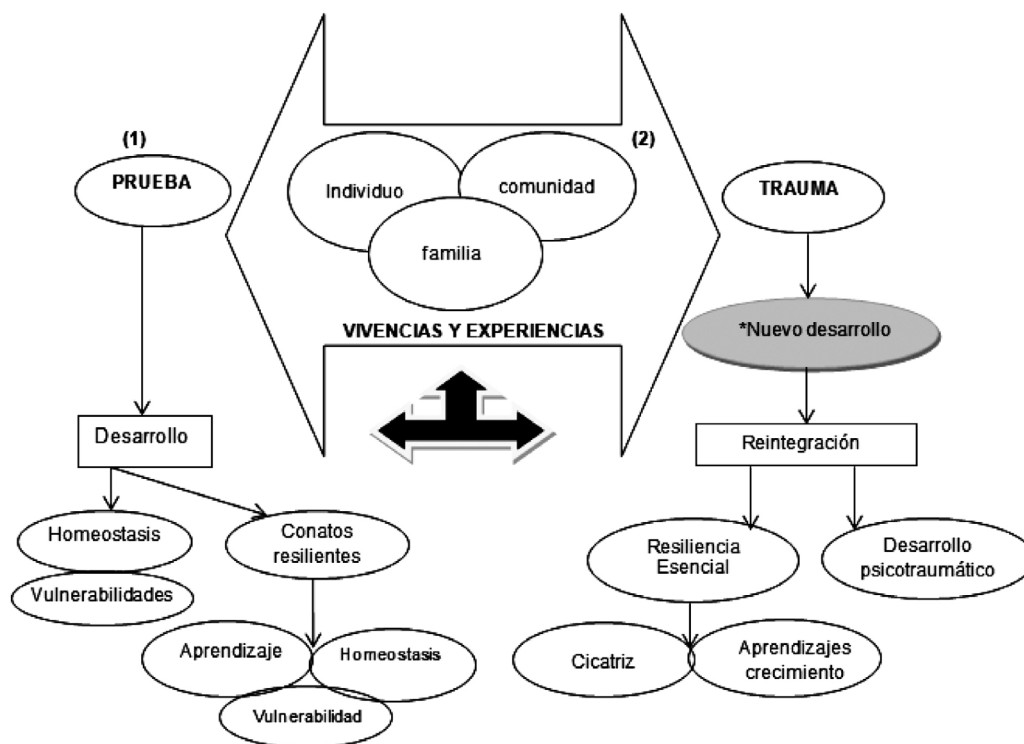 (1)
PRUEBA
(2)
Individuo
comunidad
familia
VIVENCIAS Y EXPERIENCIAS
TRAUMA
*Nuevo desarrollo
Desarrollo
Reintegración
Homeostasis
Vulnerabilidades
Conatos
resilientes
Aprendizaje
Homeostasis
Vulnerabilidad
Resiliencia
Esencial
Desarrollo
psicotraumático
Cicatriz
Aprendizajes
crecimiento